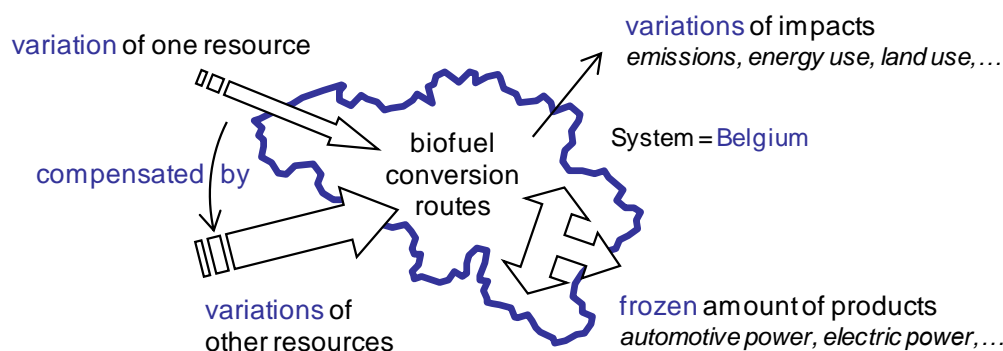 variation of one resource
compensated by
variations of
other resources
biofuel
conversion
routes
variations of impacts
emissions, energy use, land use,…
System = Belgium
frozen amount of products
automotive power, electric power,…